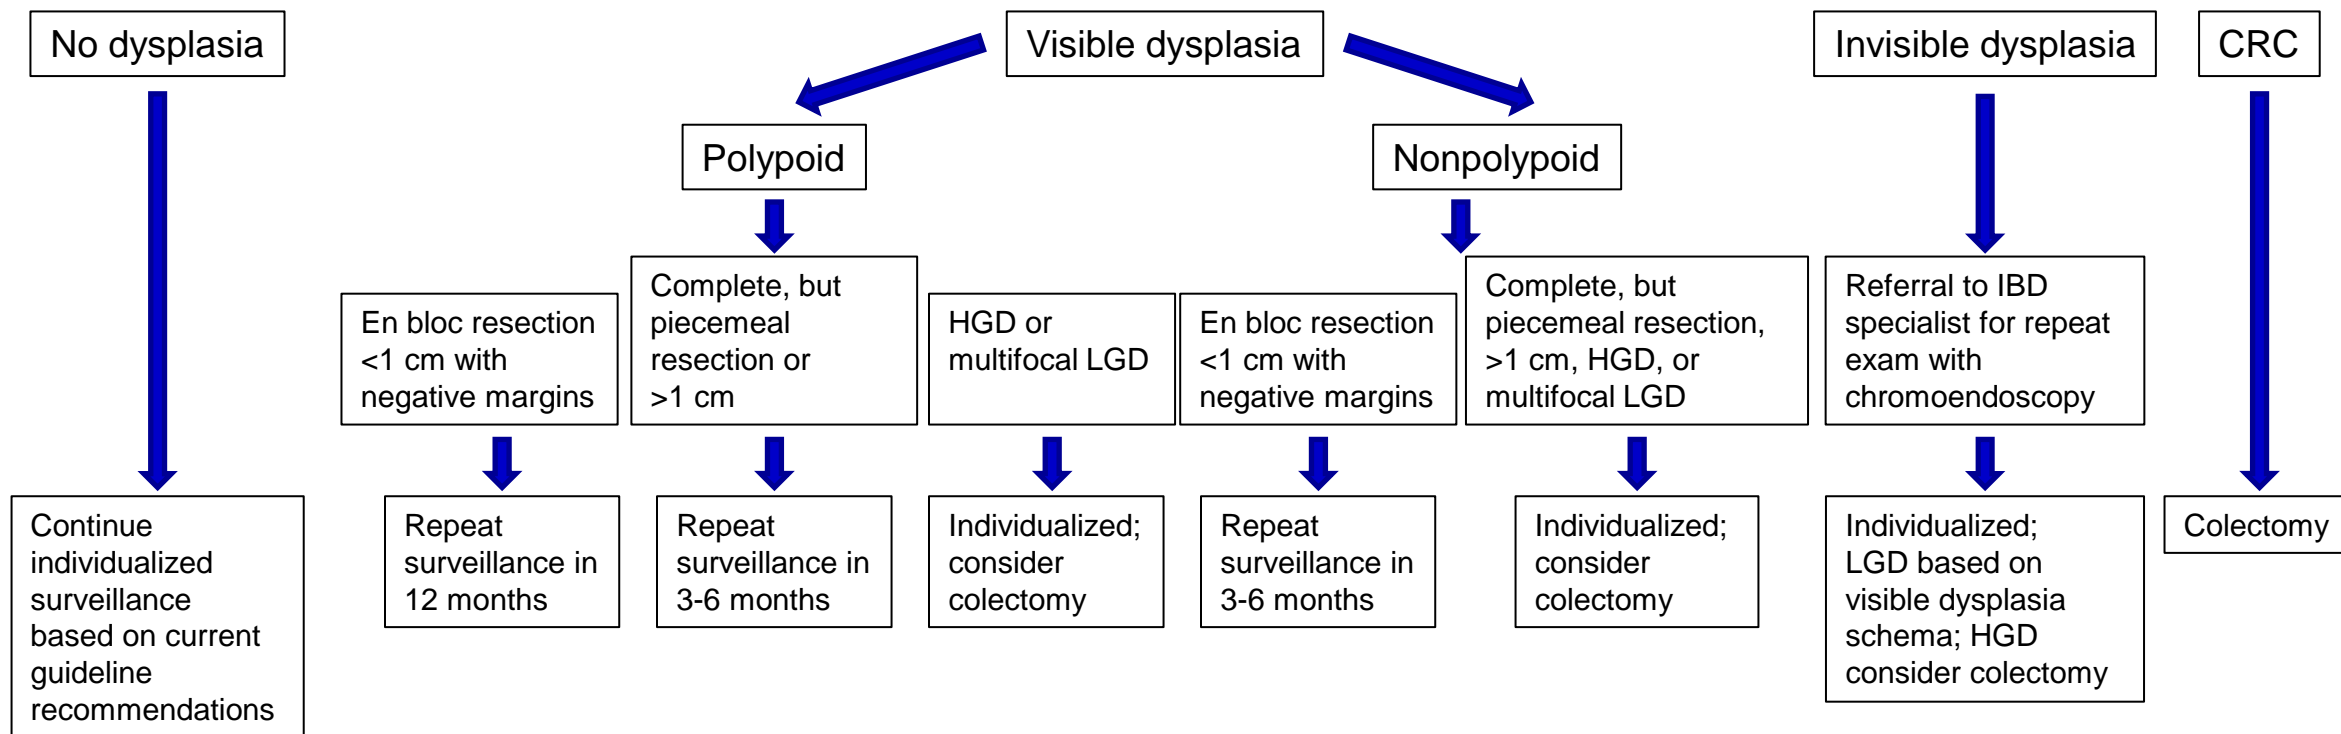 No dysplasia
Visible dysplasia
Invisible dysplasia
CRC
Polypoid
Nonpolypoid
En bloc resection
<1 cm with
negative margins
Complete, but
piecemeal
resection or
>1 cm
HGD or
multifocal LGD
En bloc resection
<1 cm with
negative margins
Complete, but
piecemeal resection,
>1 cm, HGD, or
multifocal LGD
Referral to IBD
specialist for repeat
exam with
chromoendoscopy
Continue
individualized
surveillance
based on current
guideline
recommendations
Repeat
surveillance in
12 months
Repeat
surveillance in
3-6 months
Individualized;
consider
colectomy
Repeat
surveillance in
3-6 months
Individualized;
consider
colectomy
Individualized;
LGD based on
visible dysplasia
schema; HGD
consider colectomy
Colectomy